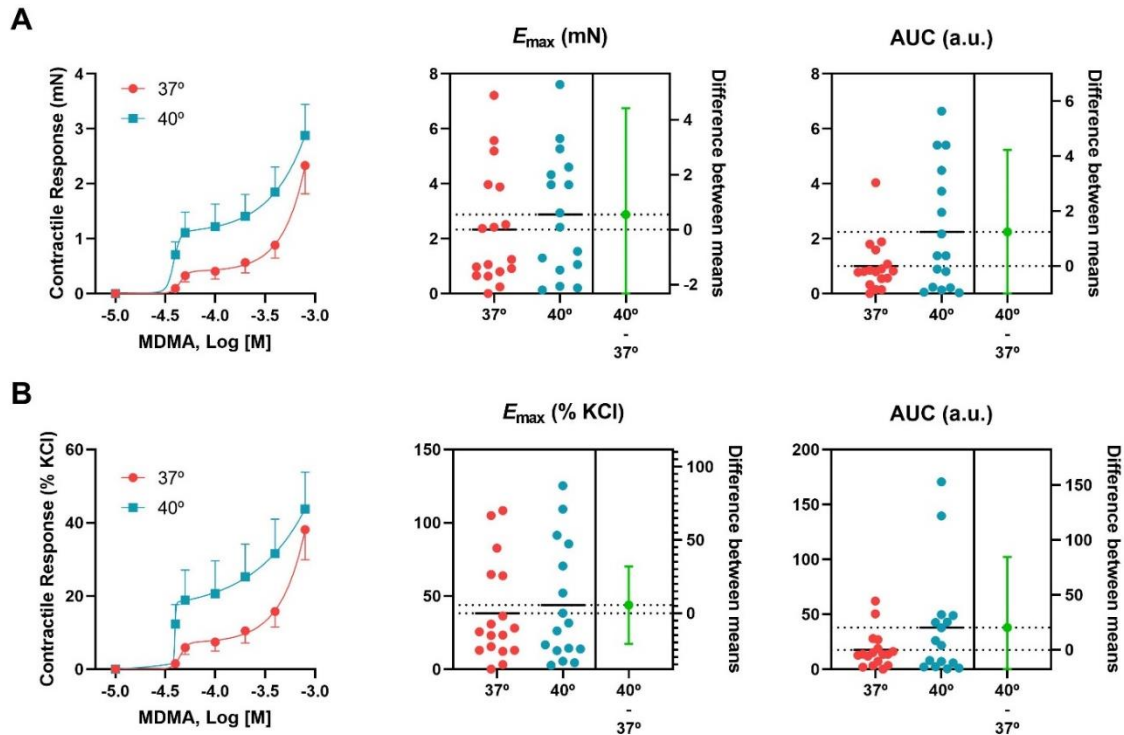 A
Emax (mN)
AUC (a.u.)
Contractile Response (mN)
4
3
2
1
0
37º
40º
-5.0
-4.5
-4.0
-3.5
-3.0
MDMA, Log [M]
8
6
4
2
0
37º
40º
40º
-
37º
4
2
0
-2
Difference between means
8
6
4
2
0
37º
40º
40º
-
37º
6
4
2
0
Difference between means
B
Emax (% KCl)
AUC (a.u.)
Contractile Response (% KCl)
60
40
20
0
37º
40º
-5.0
-4.5
-4.0
-3.5
-3.0
MDMA, Log [M]
150
100
50
0
37º
40º
40º
-
37º
100
50
0
Difference between means
200
150
100
50
0
37º
40º
40º
-
37º
150
100
50
0
Difference between means